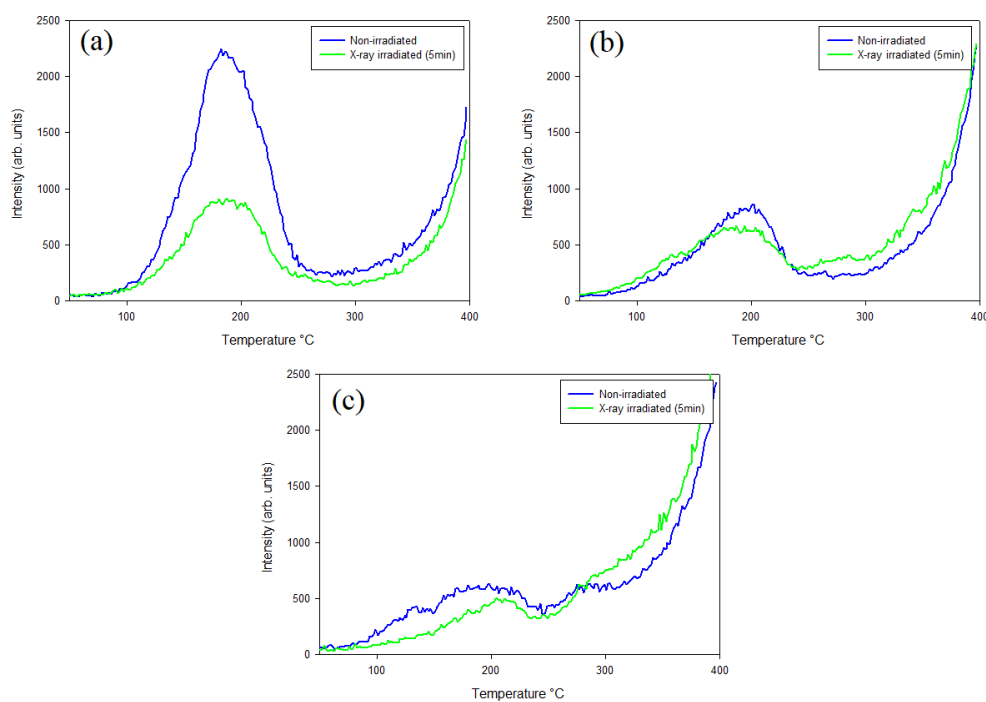 (a)
Non-irradiated
X-ray irradiated (5min)
2500
2000
1500
1000
500
0
Intensity (arb. units)
100 200 300 400
Temperature °C
(b)
Non-irradiated
X-ray irradiated (5min)
2500
2000
1500
1000
500
0
Intensity (arb. units)
100 200 300 400
Temperature °C
(c)
Non-irradiated
X-ray irradiated (5min)
2500
2000
1500
1000
500
0
Intensity (arb. units)
100 200 300 400
Temperature °C